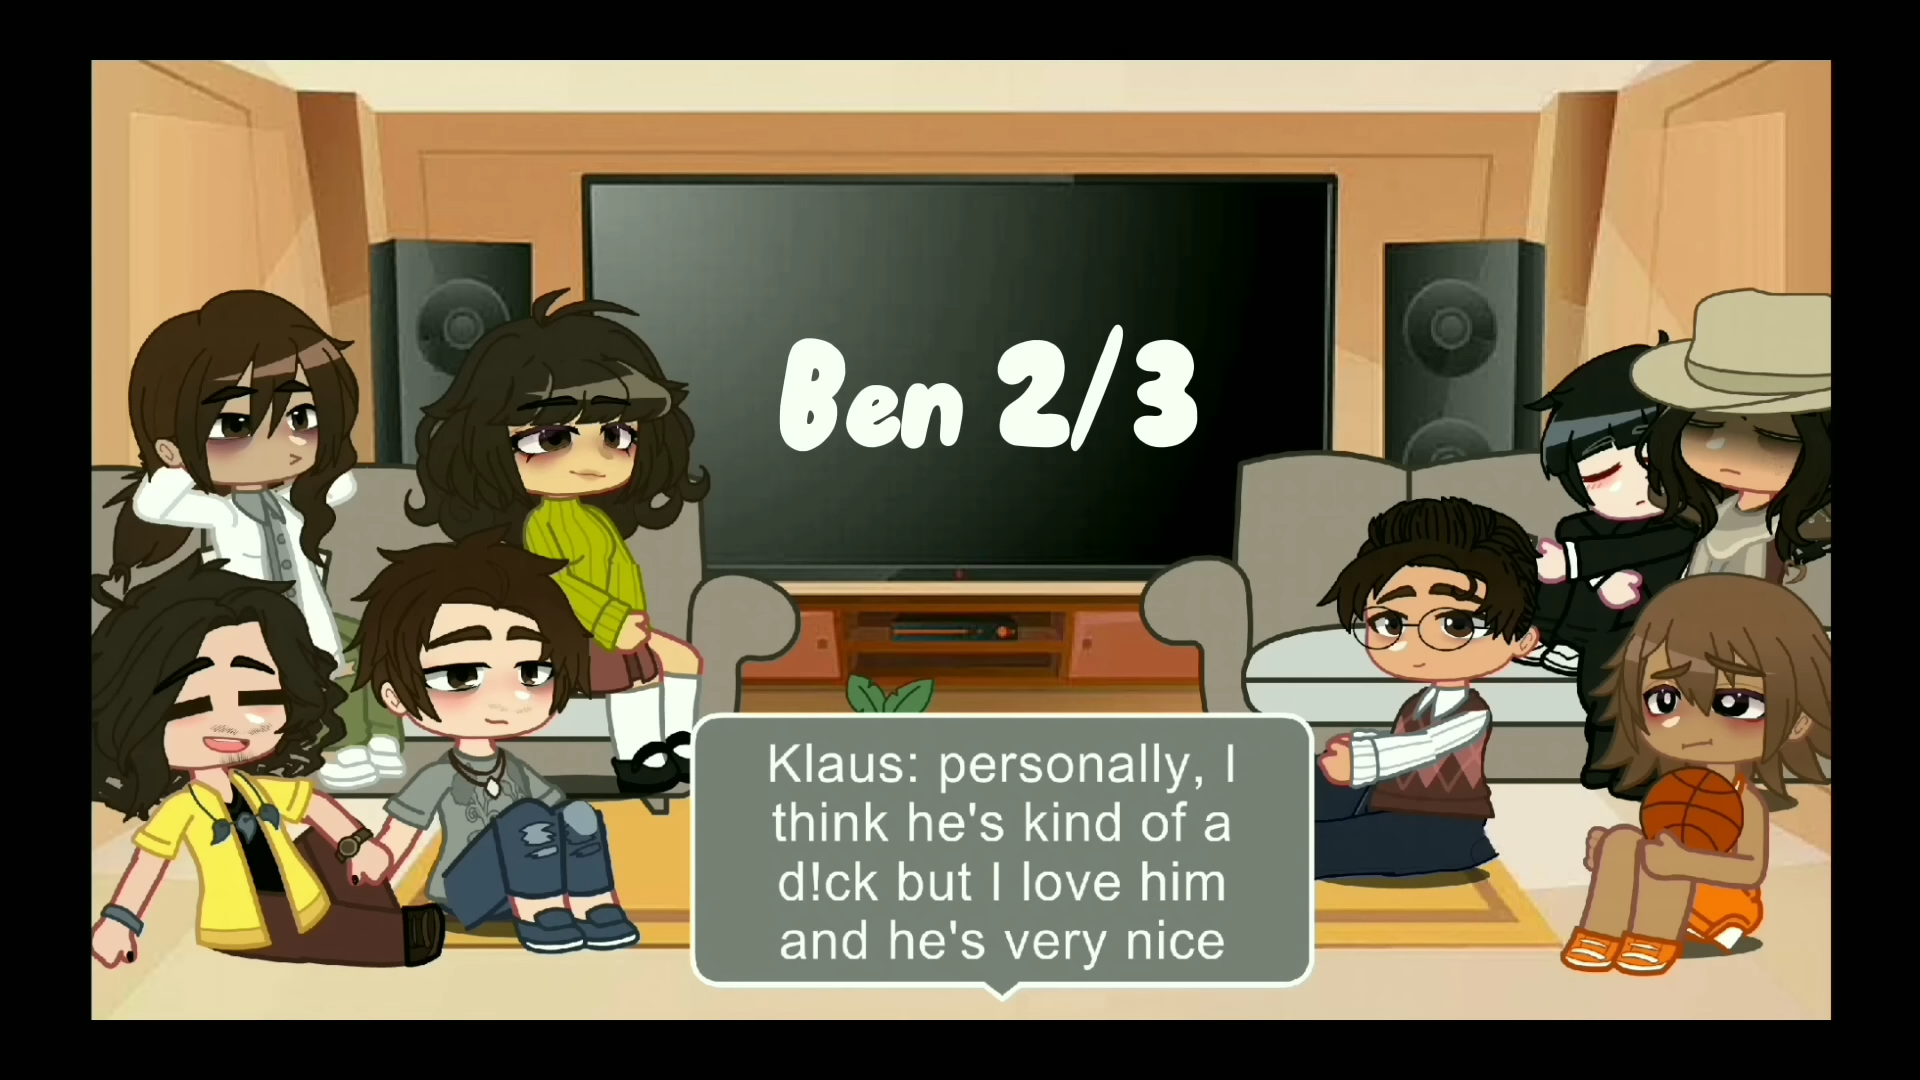 Ben 2/3
Klaus: personally, I
think he's kind of a
d!ck but I love him
and he's very nice